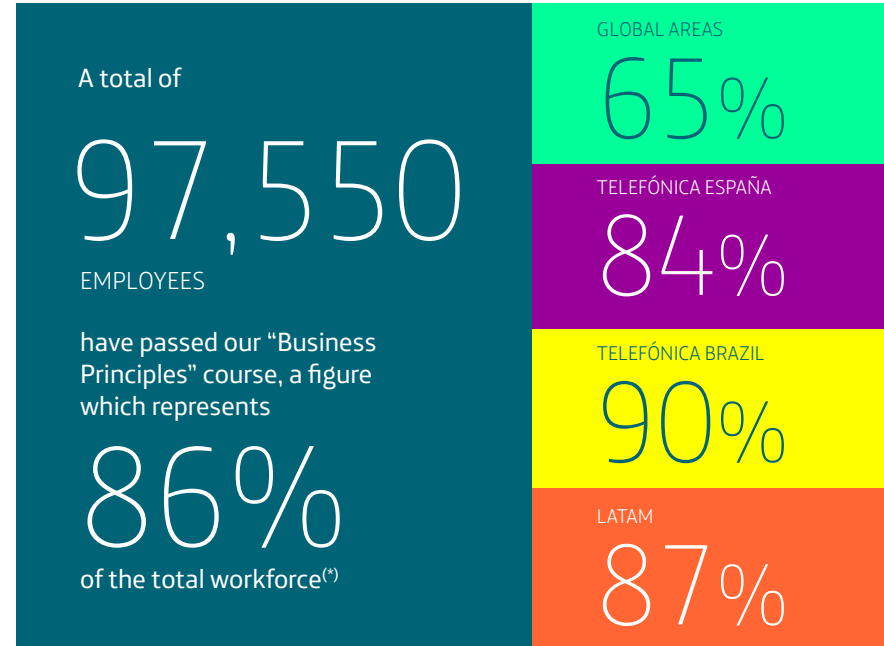 A total of
97,550
EMPLOYEES
have passed our “Business
Principles” course, a figure
which represents
86%
of the total workforce(*)
GLOBAL AREAS
65%
TELEFÓNICA ESPAÑA
84%
TELEFÓNICA BRAZIL
90%
LATAM
87%